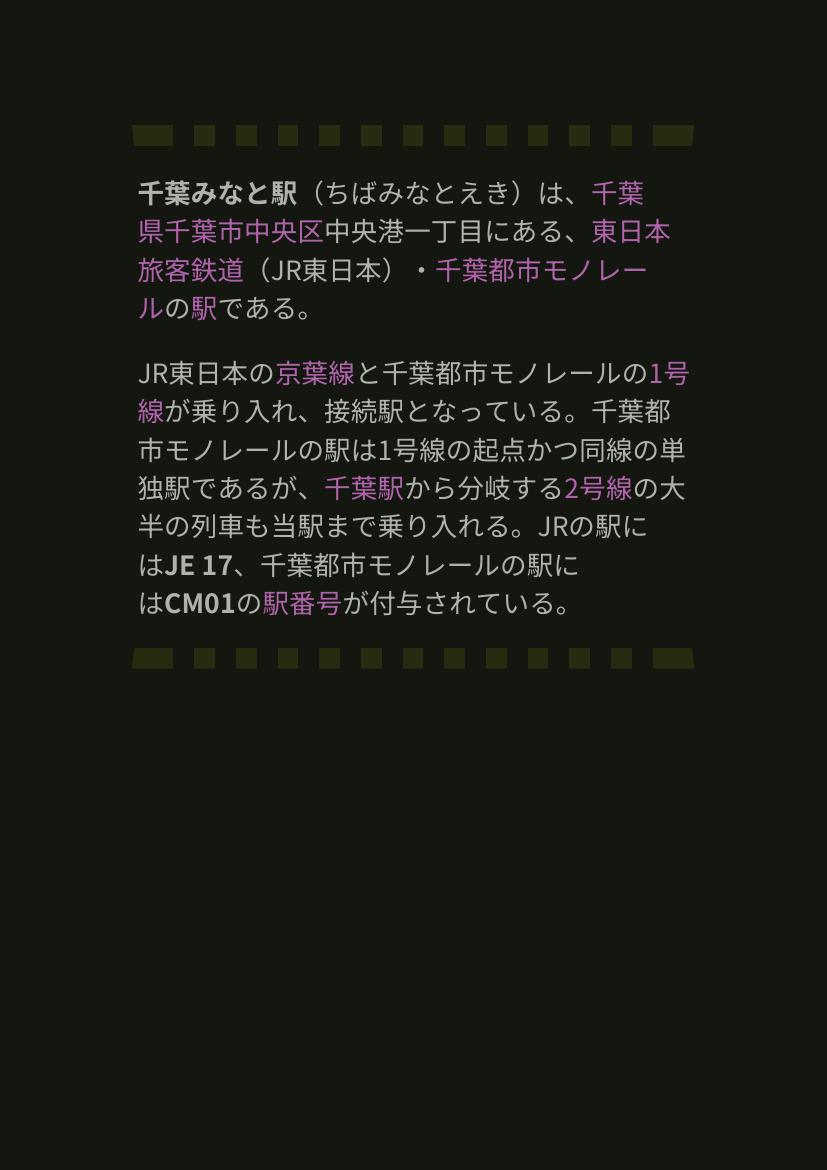 千葉みなと駅（ちばみなとえき）は、千葉
県千葉市中央区中央港一丁目にある、東日本
旅客鉄道（JR東日本）・千葉都市モノレー
ルの駅である。
JR東日本の京葉線と千葉都市モノレールの1号
線が乗り入れ、接続駅となっている。千葉都
市モノレールの駅は1号線の起点かつ同線の単
独駅であるが、千葉駅から分岐する2号線の大
半の列車も当駅まで乗り入れる。JRの駅に
はJE 17、千葉都市モノレールの駅に
はCM01の駅番号が付与されている。